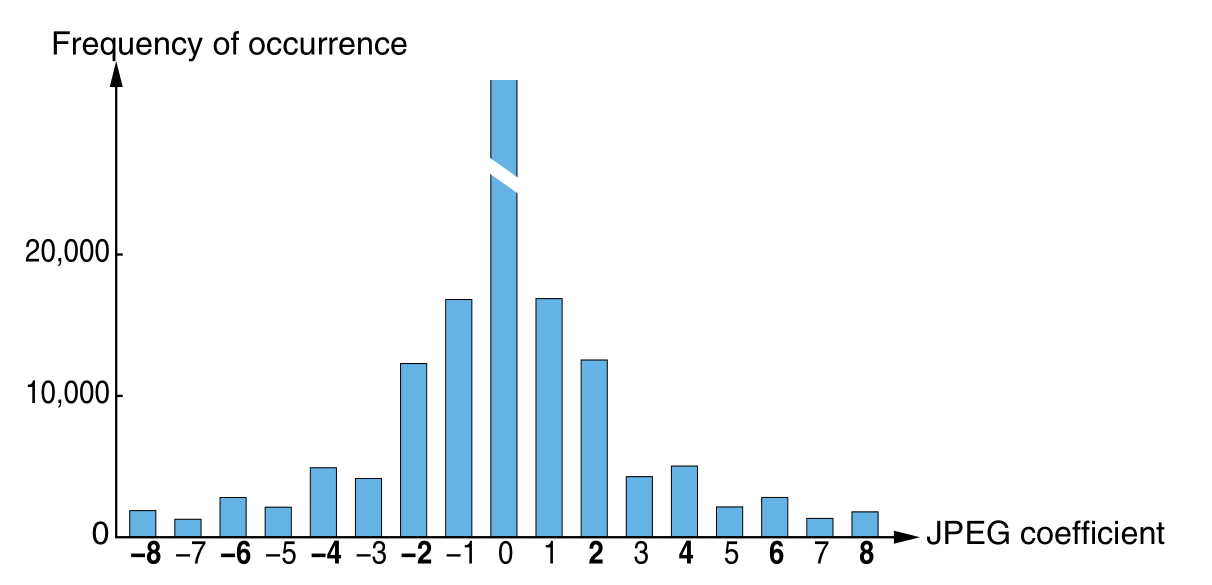 Frequency of occurrence
20,000
10,000
0
–8 –7 –6 –5 –4 –3 –2 –1 0 1 2 3 4 5 6 7 8
JPEG coefficient